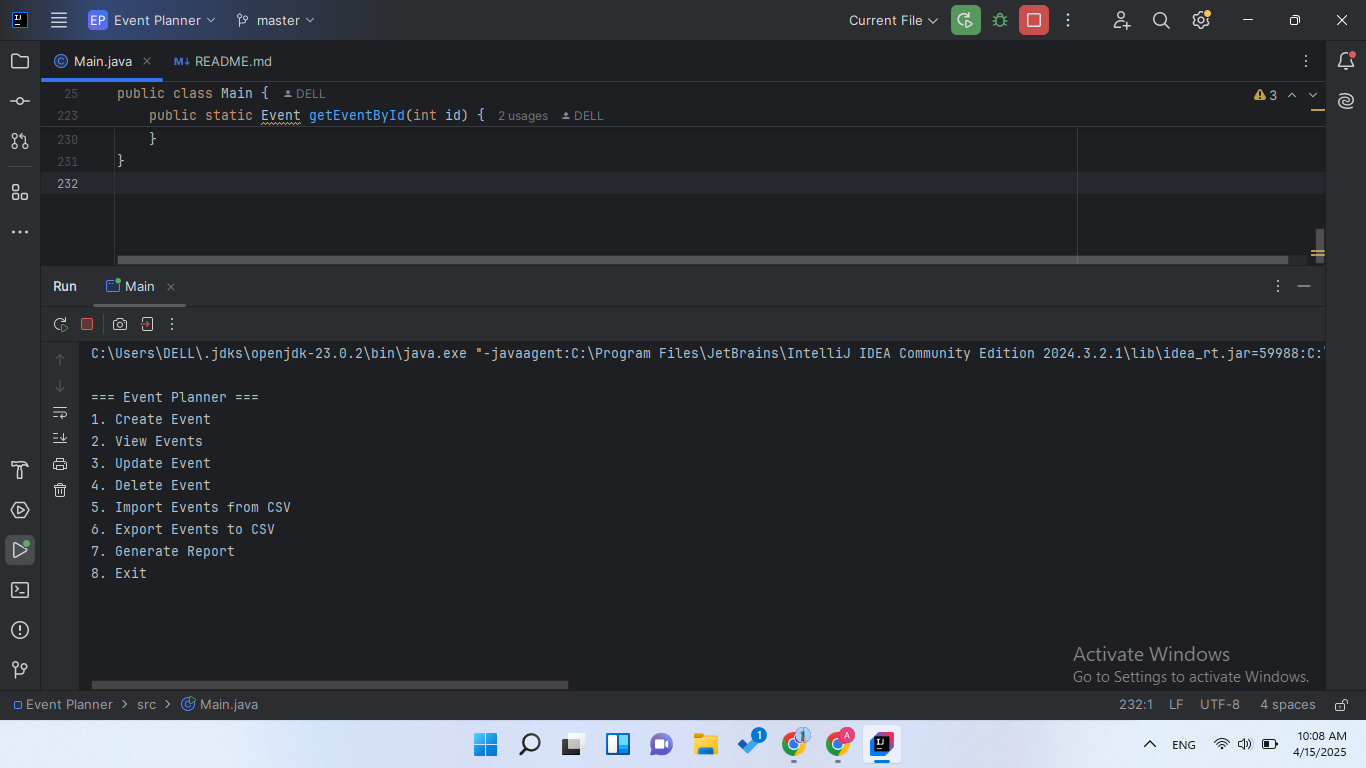 EP Event Planner master Current File
Main.java README.md
25 public class Main { DELL 3
223 public static Event getEventById(int id) { 2 usages DELL
230 }
231 }
232
Run Main
C:\Users\DELL\.jdks\openjdk-23.0.2\bin\java.exe "-javaagent:C:\Program Files\JetBrains\IntelliJ IDEA Community Edition 2024.3.2.1\lib\idea_rt.jar=59988:C:\
=== Event Planner ===
1. Create Event
2. View Events
3. Update Event
4. Delete Event
5. Import Events from CSV
6. Export Events to CSV
7. Generate Report
8. Exit
Activate Windows
Go to Settings to activate Windows.
Event Planner > src > Main.java 232:1 LF UTF-8 4 spaces
1 A ENG 10:08 AM
4/15/2025